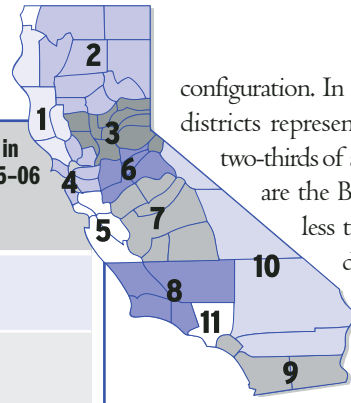 2
1
3
in
5-06
4
6
5
7
10
8
11
9
configuration. In
districts represen
two-thirds of
are the B
less t
d